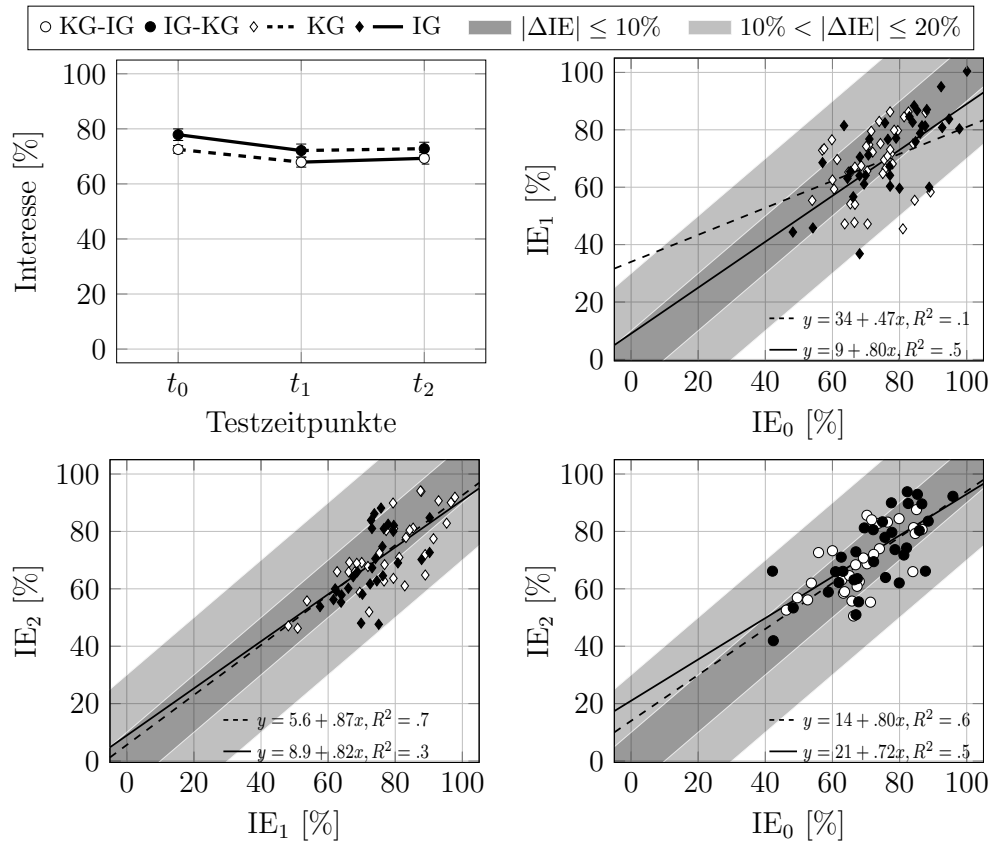 KG-IG IG-KG KG IG |ΔIE| ≤ 10% 10% < |ΔIE| ≤ 20%
Interesse [%]
100
80
60
40
20
0
t₀ t₁ t₂
Testzeitpunkte
IE₁ [%]
100
80
60
40
20
0
y = 34 + .47x, R² = .1
y = 9 + .80x, R² = .5
0 20 40 60 80 100
IE₀ [%]
IE₂ [%]
100
80
60
40
20
0
y = 5.6 + .87x, R² = .7
y = 8.9 + .82x, R² = .3
0 20 40 60 80 100
IE₁ [%]
IE₂ [%]
100
80
60
40
20
0
y = 14 + .80x, R² = .6
y = 21 + .72x, R² = .5
0 20 40 60 80 100
IE₀ [%]